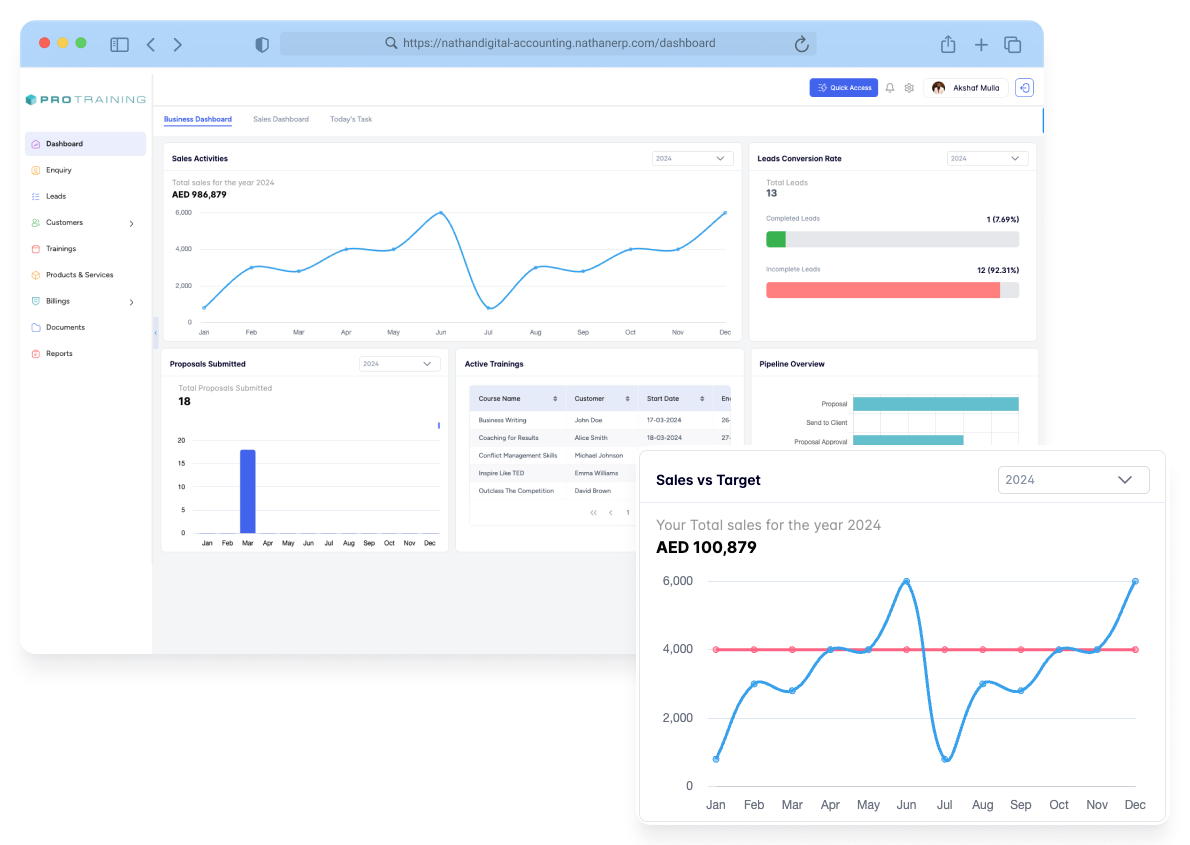 https://nathandigital-accounting.nathanerp.com/dashboard
PROTRAINING
Quick Access
Akshaf Mulla
Dashboard
Enquiry
Leads
Customers
Trainings
Products & Services
Billings
Documents
Reports
Business Dashboard Sales Dashboard Today's Task
Sales Activities 2024
Total sales for the year 2024
AED 986,879
6,000
4,000
2,000
0
Jan Feb Mar Apr May Jun Jul Aug Sep Oct Nov Dec
Leads Conversion Rate 2024
Total Leads
13
Completed Leads 1 (7.69%)
Incomplete Leads 12 (92.31%)
Proposals Submitted 2024
Total Proposals Submitted
18
20
15
10
5
0
Jan Feb Mar Apr May Jun Jul Aug Sep Oct Nov Dec
Active Trainings
Course Name Customer Start Date En
Business Writing John Doe 17-03-2024 26-
Coaching for Results Alice Smith 18-03-2024 27-
Conflict Management Skills Michael Johnson
Inspire Like TED Emma Williams
Outclass The Competition David Brown
<< < 1
Pipeline Overview
Proposal
Send to Client
Proposal Approval
Sales vs Target 2024
Your Total sales for the year 2024
AED 100,879
6,000
4,000
2,000
0
Jan Feb Mar Apr May Jun Jul Aug Sep Oct Nov Dec